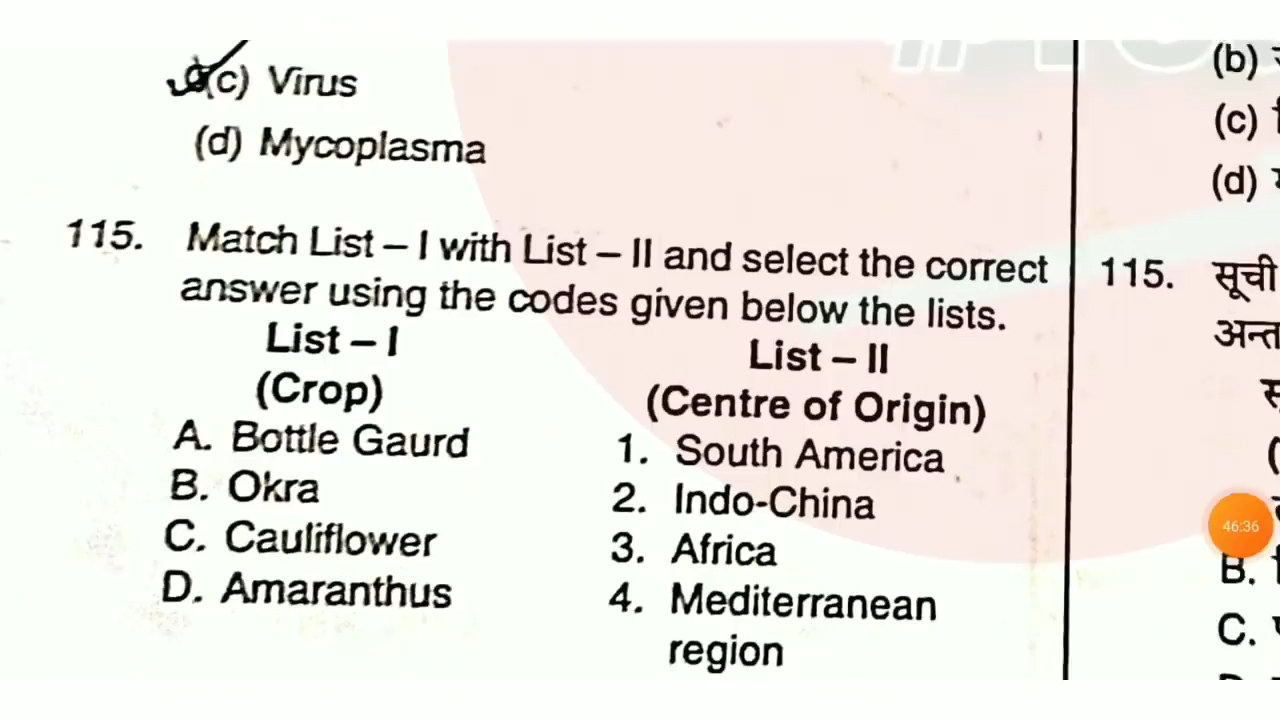 (c) Virus
(d) Mycoplasma
115. Match List – I with List – II and select the correct
answer using the codes given below the lists.
List – I
(Crop)
A. Bottle Gaurd
B. Okra
C. Cauliflower
D. Amaranthus
List – II
(Centre of Origin)
1. South America
2. Indo-China
3. Africa
4. Mediterranean
region
(b)
(c)
(d)
115. सूची
46:36
B.
C.